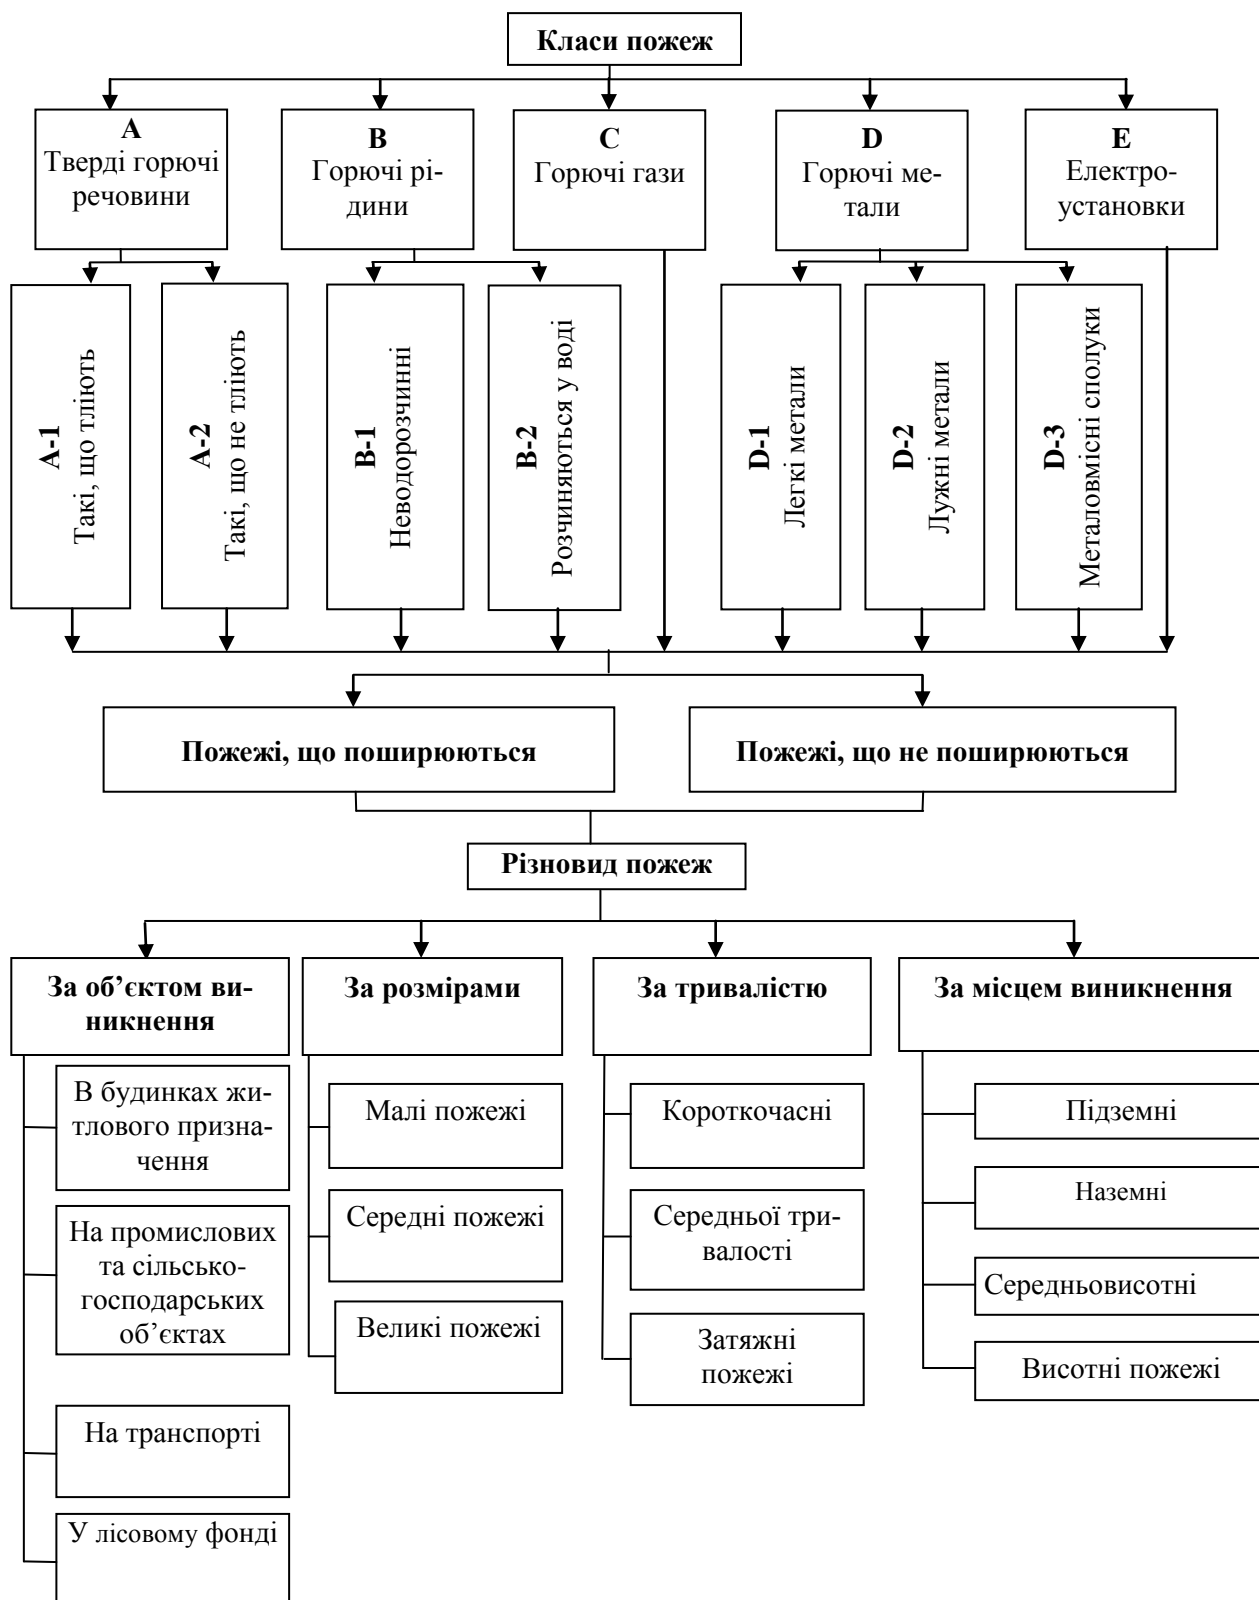 Класи пожеж
A
Тверді горючі
речовини
B
Горючі рі-
дини
C
Горючі гази
D
Горючі ме-
тали
E
Електро-
установки
A-1
Такі, що тліють
A-2
Такі, що не тліють
B-1
Неводорозчинні
B-2
Розчиняються у воді
D-1
Легкі метали
D-2
Лужні метали
D-3
Металовмісні сполуки
Пожежі, що поширюються
Пожежі, що не поширюються
Різновид пожеж
За об’єктом ви-
никнення
За розмірами
За тривалістю
За місцем виникнення
В будинках жи-
тлового призна-
чення
На промислових
та сільсько-
господарських
об’єктах
На транспорті
У лісовому фонді
Малі пожежі
Середні пожежі
Великі пожежі
Короткочасні
Середньої три-
валості
Затяжні
пожежі
Підземні
Наземні
Середньовисотні
Висотні пожежі